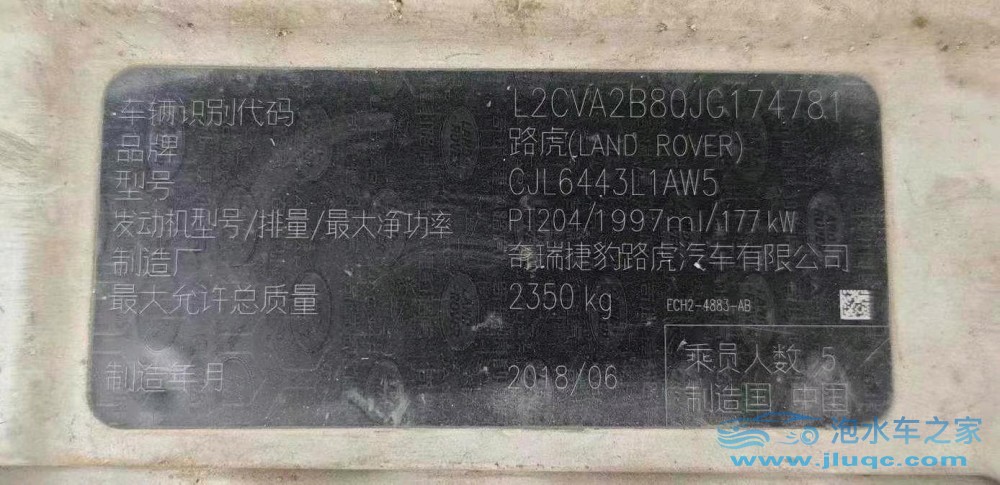 车辆识别代码 L2CVA2B80JG174781
品牌 路虎(LAND ROVER)
型号 CJL6443L1AW5
发动机型号/排量/最大净功率 PT204/1997ml/177kW
制造厂 奇瑞捷豹路虎汽车有限公司
最大允许总质量 2350kg ECH2-4883-AB
乘员人数 5
制造年月 2018/06
制造国 中国
泡水车之家
www.jluqc.com